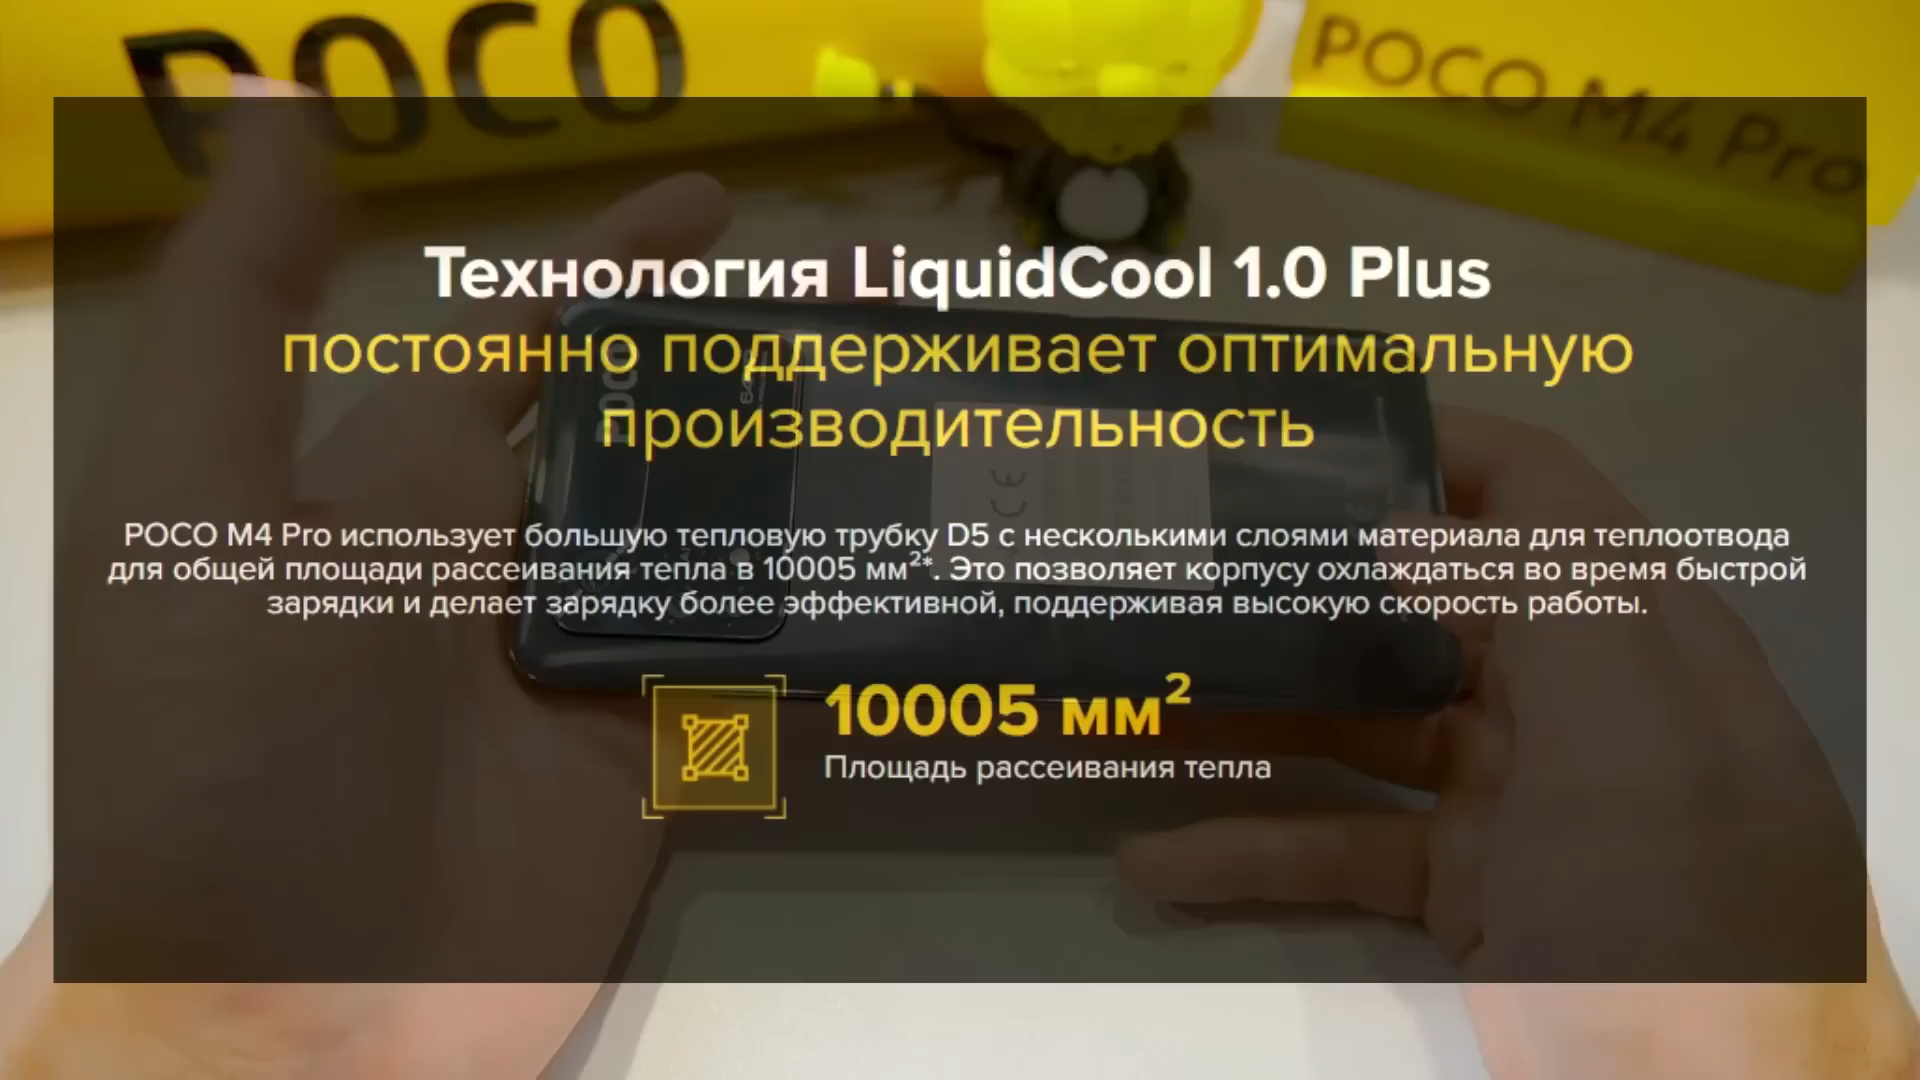 POCO
POCO M4 Pro
Технология LiquidCool 1.0 Plus
постоянно поддерживает оптимальную
производительность
POCO
CE
POCO M4 Pro использует большую тепловую трубку D5 с несколькими слоями материала для теплоотвода
для общей площади рассеивания тепла в 10005 мм²*. Это позволяет корпусу охлаждаться во время быстрой
зарядки и делает зарядку более эффективной, поддерживая высокую скорость работы.
10005 мм²
Площадь рассеивания тепла